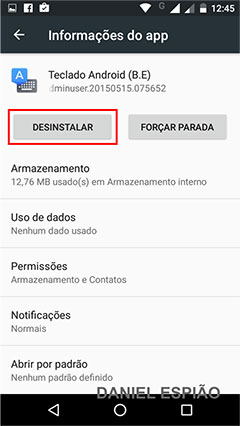 12:45
Informações do app
Teclado Android (B.E)
dminuser.20150515.075652
DESINSTALAR
FORÇAR PARADA
Armazenamento
12,76 MB usado(s) em Armazenamento interno
Uso de dados
Nenhum dado usado
Permissões
Armazenamento e Contatos
Notificações
Normais
Abrir por padrão
Nenhum padrão definido
DANIEL ESPIÃO